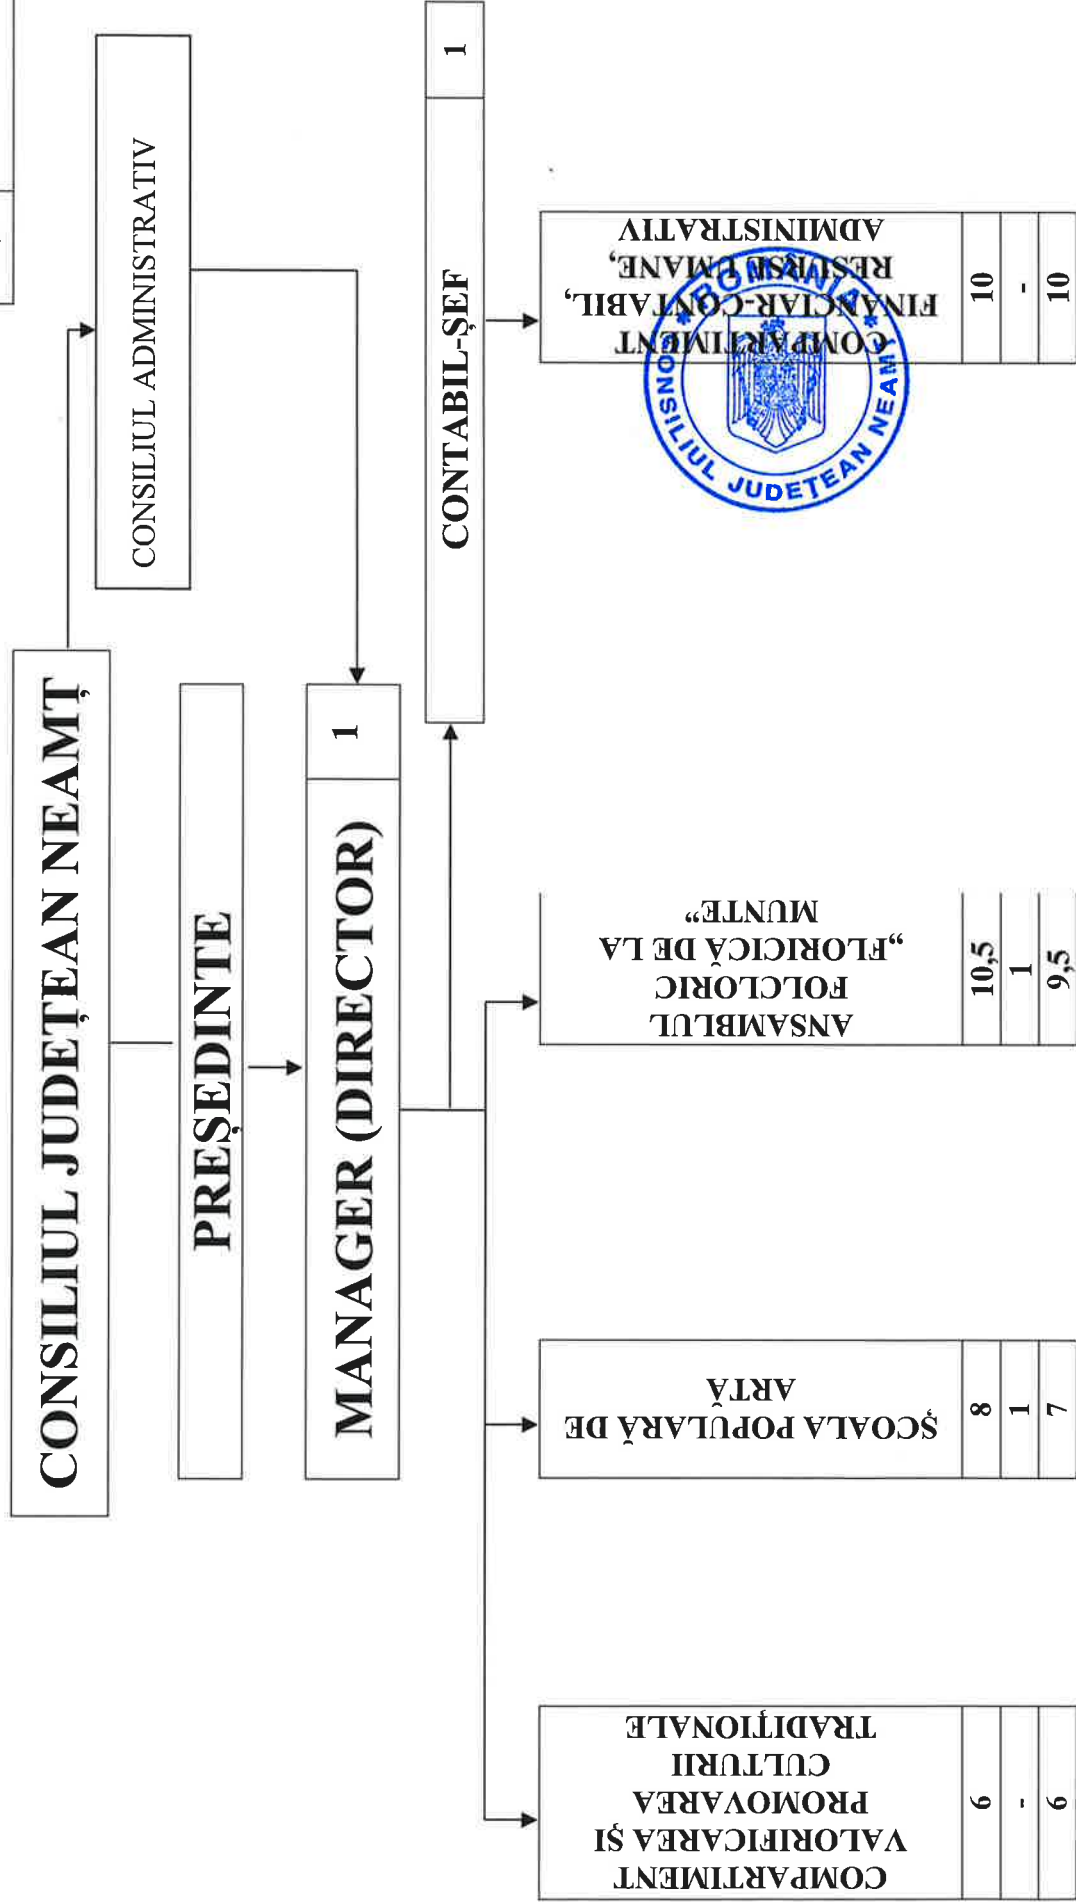 CONSILIUL JUDEȚEAN NEAMȚ
CONSILIUL ADMINISTRATIV
PREȘEDINTE
MANAGER (DIRECTOR)
1
CONTABIL-ȘEF
1
COMPARTIMENT
VALORIFICAREA ȘI
PROMOVAREA
CULTURII
TRADIȚIONALE
6
-
6
ȘCOALA POPULARĂ DE
ARTĂ
8
1
7
ANSAMBLUL
FOLCLORIC
„FLORICICĂ DE LA
MUNTE”
10,5
1
9,5
COMPARTIMENT
FINANCIAR-CONTABIL,
RESURSE UMANE,
ADMINISTRATIV
10
-
10
* ROMÂNIA *
CONSILIUL JUDEȚEAN NEAMȚ